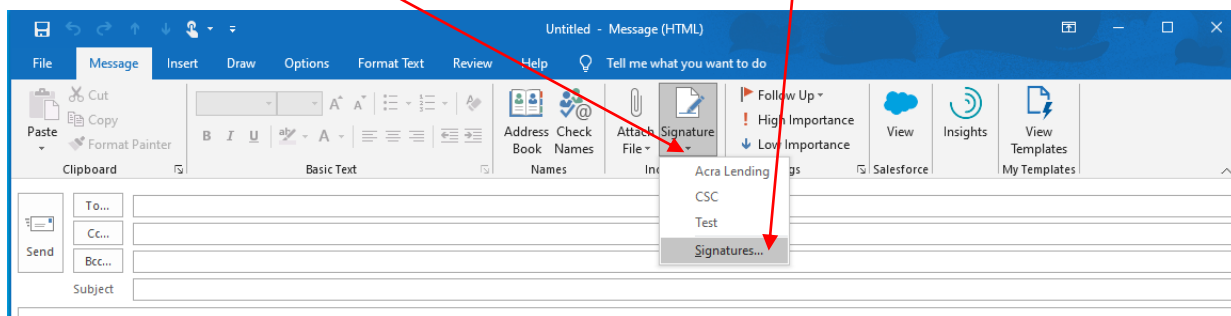 Untitled - Message (HTML)
File Message Insert Draw Options Format Text Review Help Tell me what you want to do
Paste
Cut
Copy
Format Painter
Clipboard
A A
B I U ab A
Basic Text
Address Book
Check Names
Names
Attach File
Signature
Follow Up
High Importance
Low Importance
View
Salesforce
Insights
View Templates
My Templates
Acra Lending
CSC
Test
Signatures...
Send
To...
Cc...
Bcc...
Subject